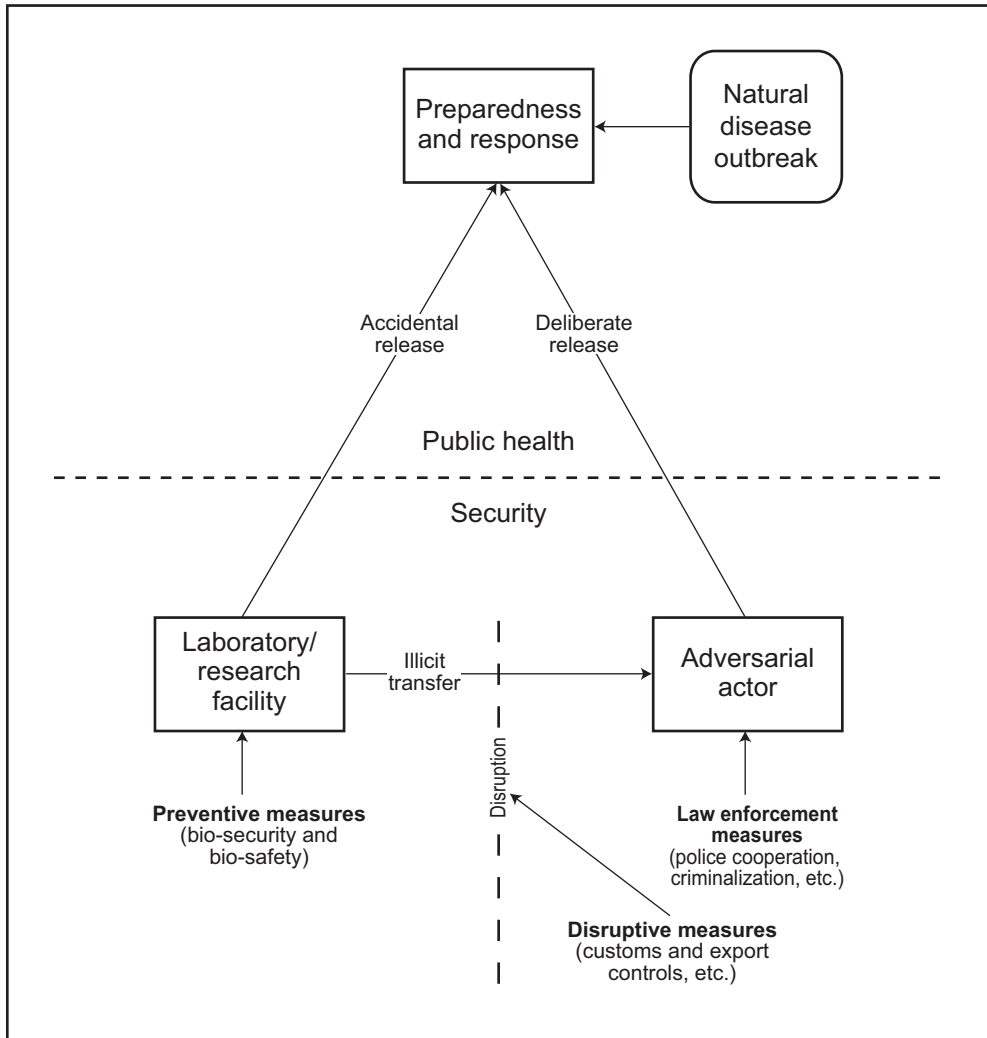 Preparedness
and response
Natural
disease
outbreak
Accidental
release
Deliberate
release
Public health
Security
Laboratory/
research
facility
Illicit
transfer
Adversarial
actor
Disruption
Preventive measures
(bio-security and
bio-safety)
Law enforcement
measures
(police cooperation,
criminalization, etc.)
Disruptive measures
(customs and export
controls, etc.)